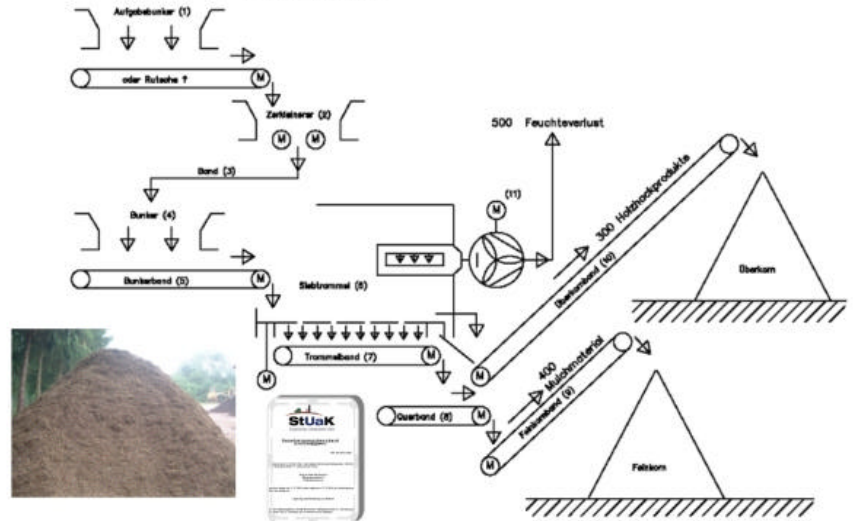 Aufgabebunker (1)
oder Rutsche ?
M
Zerkleinerer (2)
M M
Band (3)
500 Feuchteverlust
Bunker (4)
(11)
M
Bunkerband (5)
M
Siebtrommel (6)
300 Holzhackprodukte
Überkornband (10)
Überkorn
Trommelband (7)
M
M
M
400
Mulchmaterial
Feinkornband (9)
Querband (8)
M
M
Feinkorn
StUaK